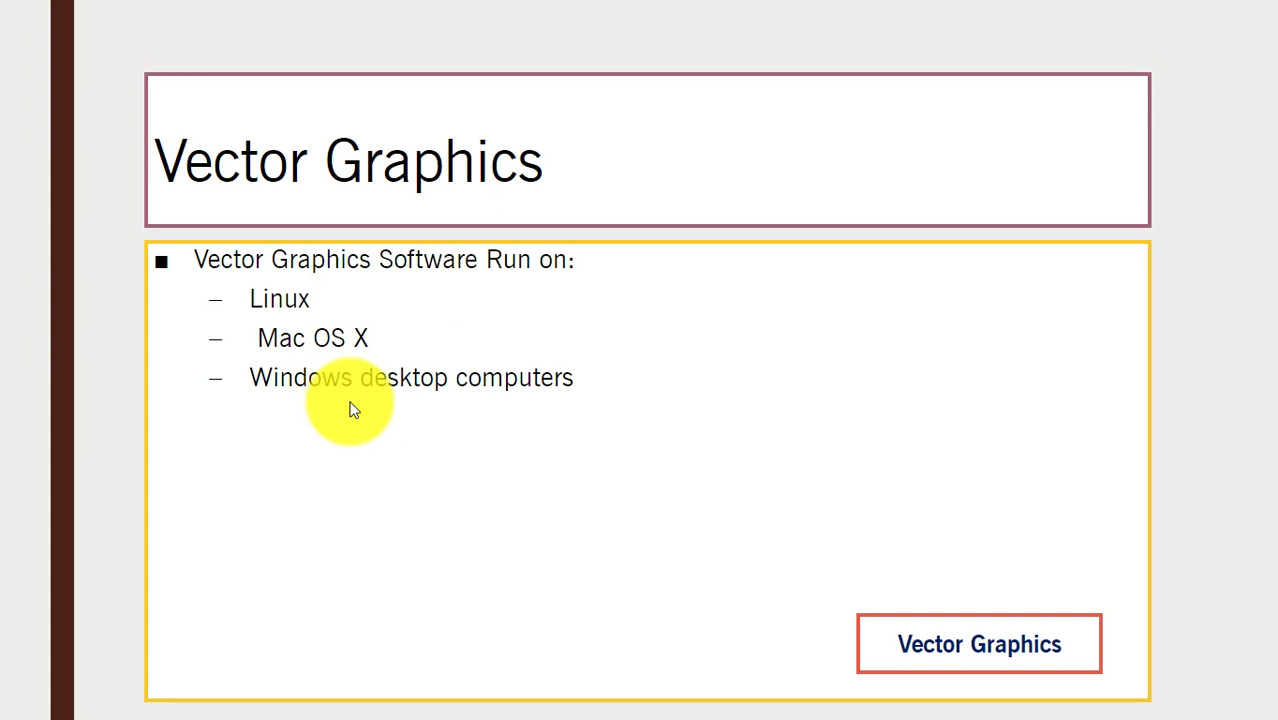 Vector Graphics
■ Vector Graphics Software Run on:
– Linux
– Mac OS X
– Windows desktop computers
Vector Graphics